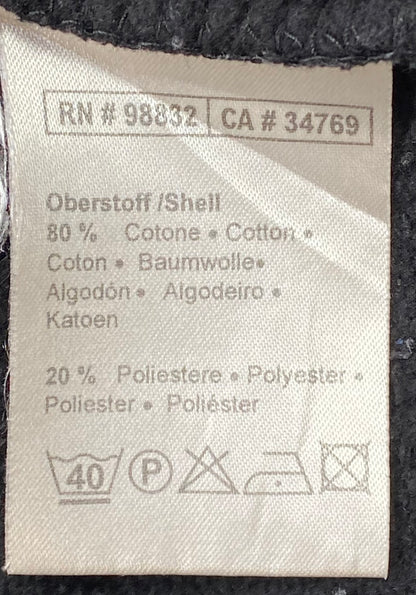 RN # 98832 CA # 34769
Oberstoff /Shell
80 % Cotone • Cotton •
Coton • Baumwolle•
Algodón • Algodeiro •
Katoen
20 % Poliestere • Polyester •
Poliester • Poliéster
40 P